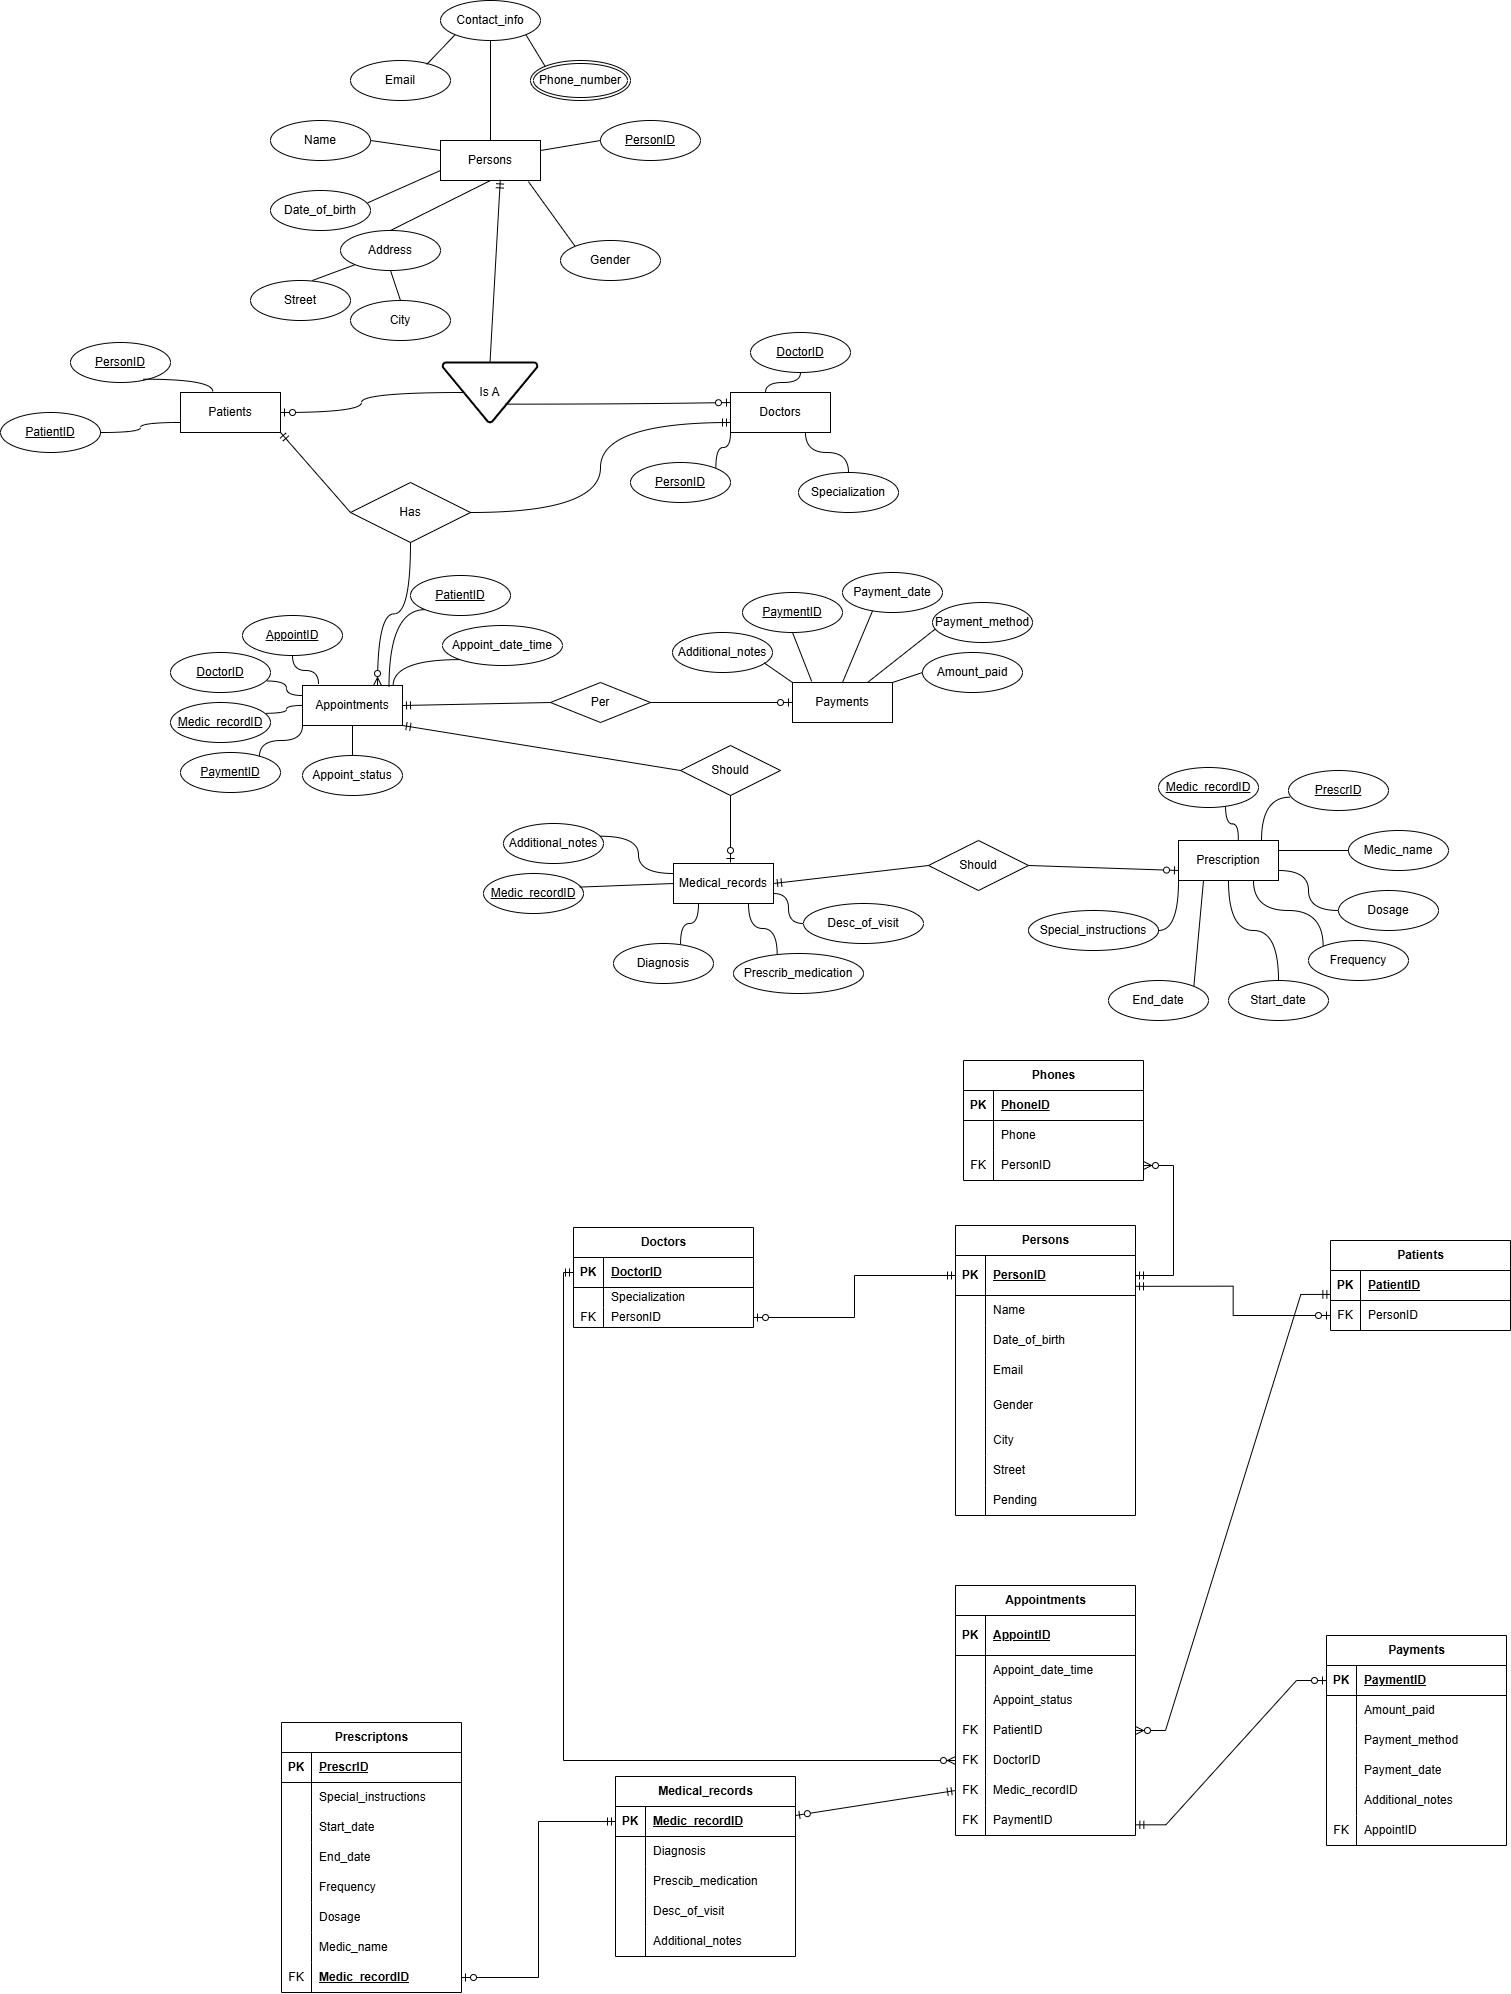 Contact_info
Email
Phone_number
Name
PersonID
Persons
Date_of_birth
Address
Gender
Street
City
PersonID
DoctorID
Is A
Patients
Doctors
PatientID
PersonID
Specialization
Has
PatientID
Payment_date
PaymentID
Payment_method
AppointID
Appoint_date_time
Additional_notes
DoctorID
Amount_paid
Appointments
Per
Payments
Medic_recordID
PaymentID
Appoint_status
Should
Medic_recordID
PrescrID
Additional_notes
Medic_name
Prescription
Should
Medical_records
Medic_recordID
Dosage
Desc_of_visit
Special_instructions
Diagnosis
Prescrib_medication
Frequency
End_date
Start_date
Phones
PK PhoneID
Phone
FK PersonID
Doctors
PK DoctorID
Specialization
FK PersonID
Persons
PK PersonID
Name
Date_of_birth
Email
Gender
City
Street
Pending
Patients
PK PatientID
FK PersonID
Appointments
PK AppointID
Appoint_date_time
Appoint_status
FK PatientID
FK DoctorID
FK Medic_recordID
FK PaymentID
Payments
PK PaymentID
Amount_paid
Payment_method
Payment_date
Additional_notes
FK AppointID
Prescriptons
PK PrescrID
Special_instructions
Start_date
End_date
Frequency
Dosage
Medic_name
FK Medic_recordID
Medical_records
PK Medic_recordID
Diagnosis
Prescib_medication
Desc_of_visit
Additional_notes